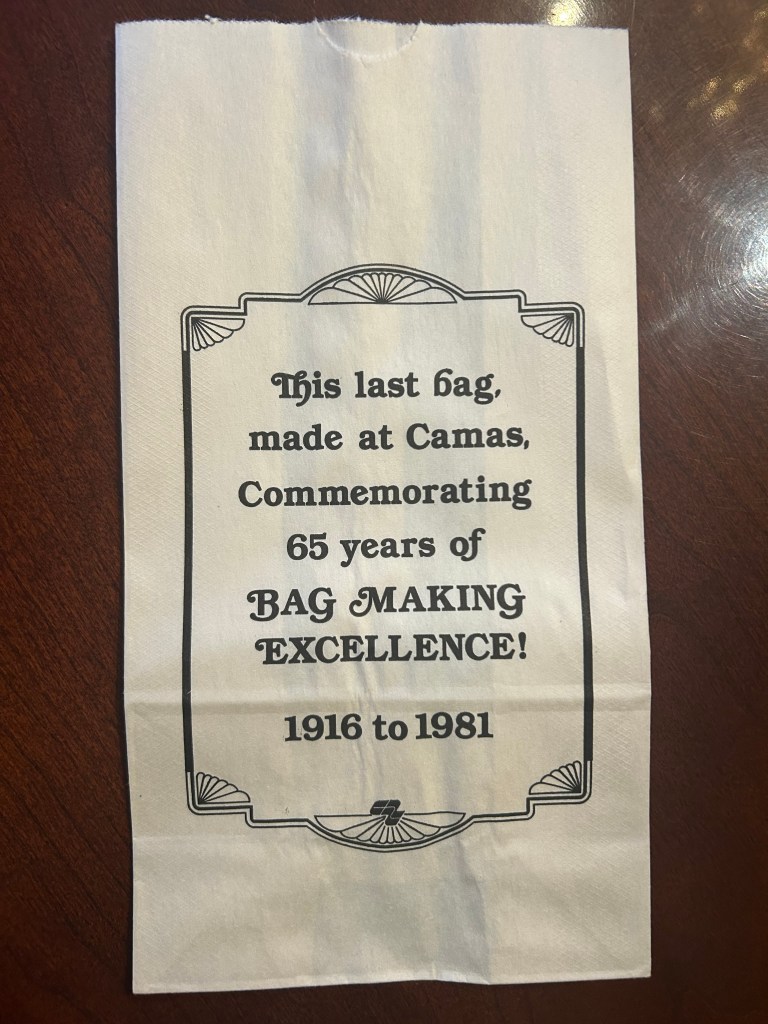 This last bag,
made at Camas,
Commemorating
65 years of
BAG MAKING
EXCELLENCE!
1916 to 1981